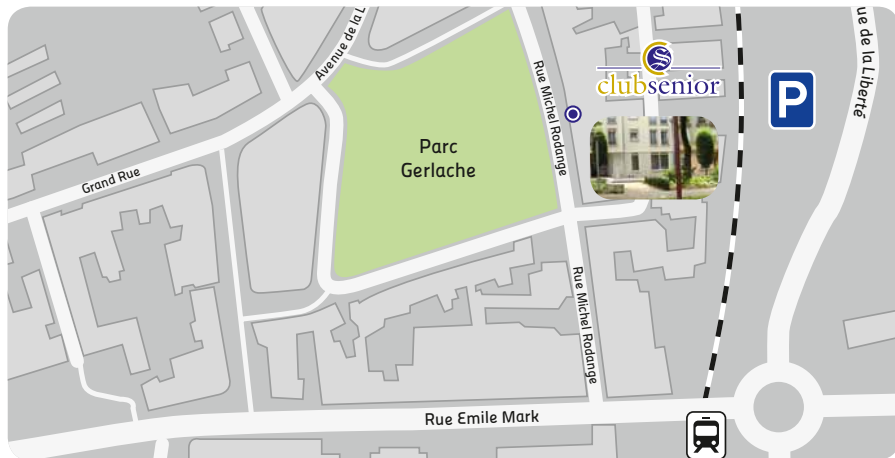 Avenue de la L
Rue Michel Rodange
clubsenior
P
ue de la Liberté
Parc
Gerlache
Grand Rue
Rue Michel Rodange
Rue Emile Mark